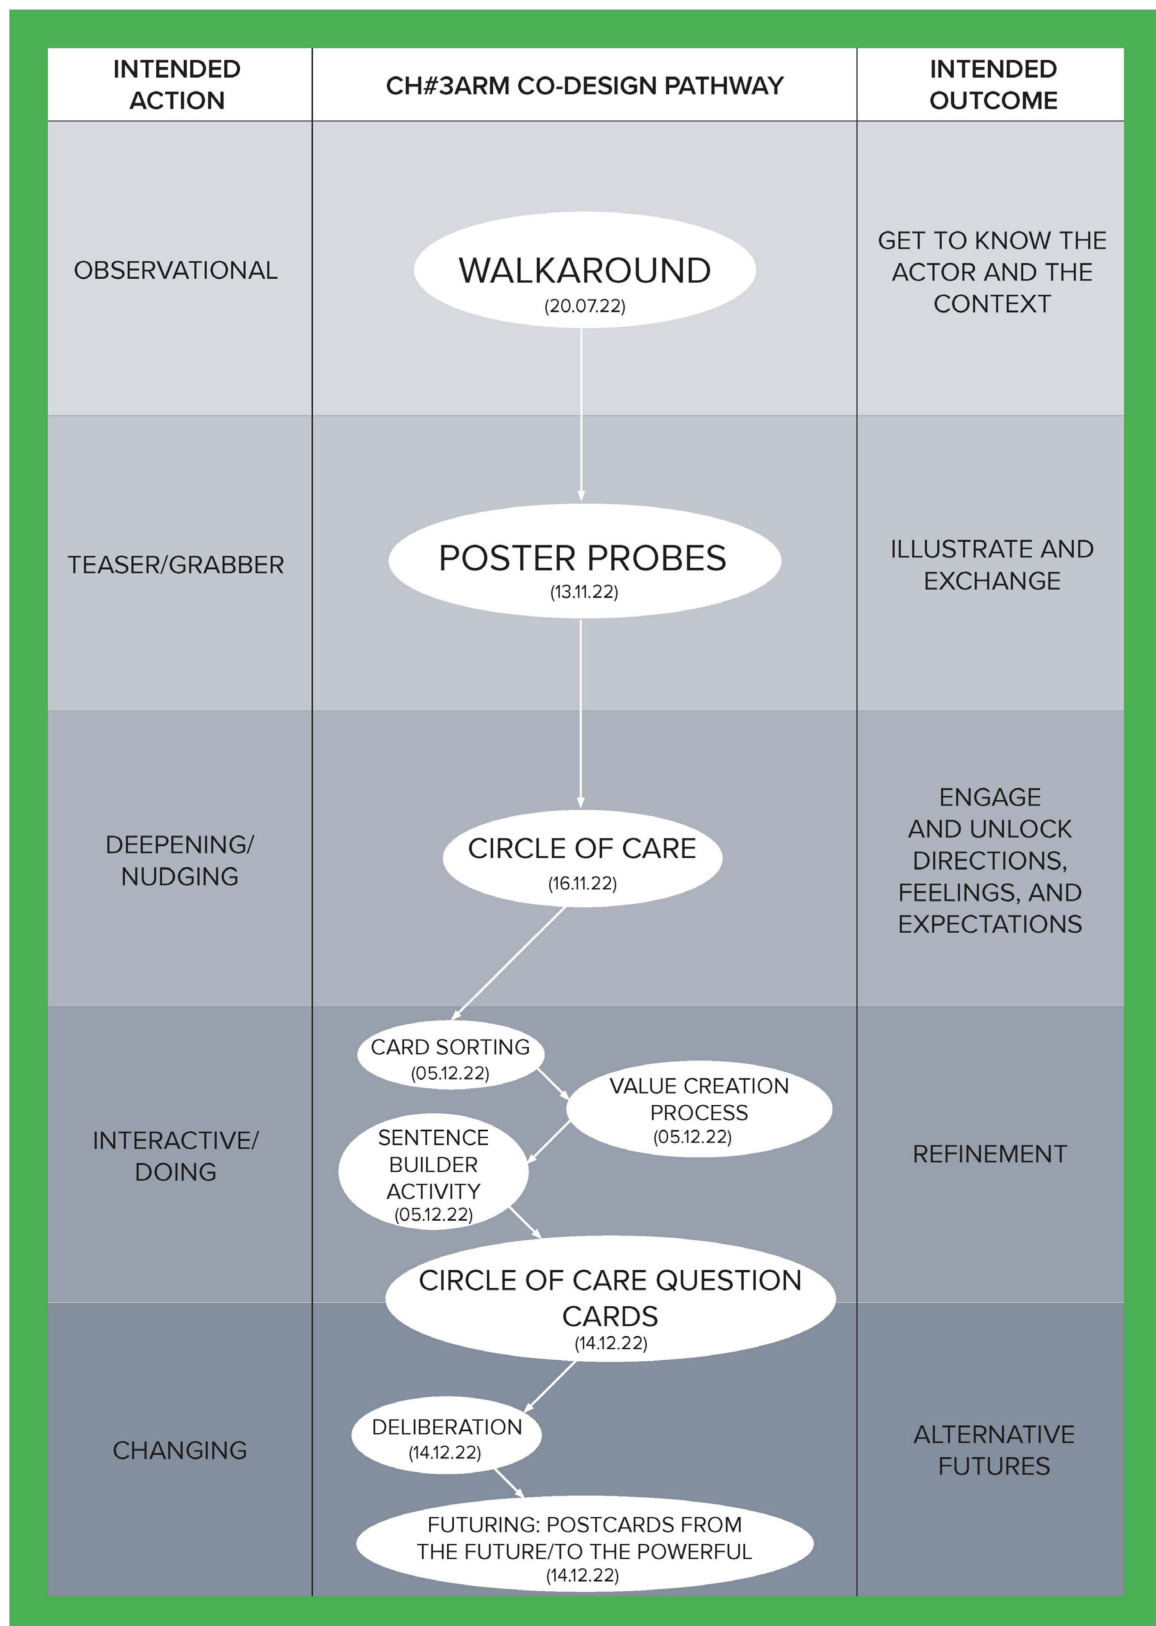 INTENDED
ACTION
CH#3ARM CO-DESIGN PATHWAY
INTENDED
OUTCOME
OBSERVATIONAL
WALKAROUND
(20.07.22)
GET TO KNOW THE
ACTOR AND THE
CONTEXT
TEASER/GRABBER
POSTER PROBES
(13.11.22)
ILLUSTRATE AND
EXCHANGE
DEEPENING/
NUDGING
CIRCLE OF CARE
(16.11.22)
ENGAGE
AND UNLOCK
DIRECTIONS,
FEELINGS, AND
EXPECTATIONS
INTERACTIVE/
DOING
CARD SORTING
(05.12.22)
VALUE CREATION
PROCESS
(05.12.22)
SENTENCE
BUILDER
ACTIVITY
(05.12.22)
CIRCLE OF CARE QUESTION
CARDS
(14.12.22)
REFINEMENT
CHANGING
DELIBERATION
(14.12.22)
FUTURING: POSTCARDS FROM
THE FUTURE/TO THE POWERFUL
(14.12.22)
ALTERNATIVE
FUTURES